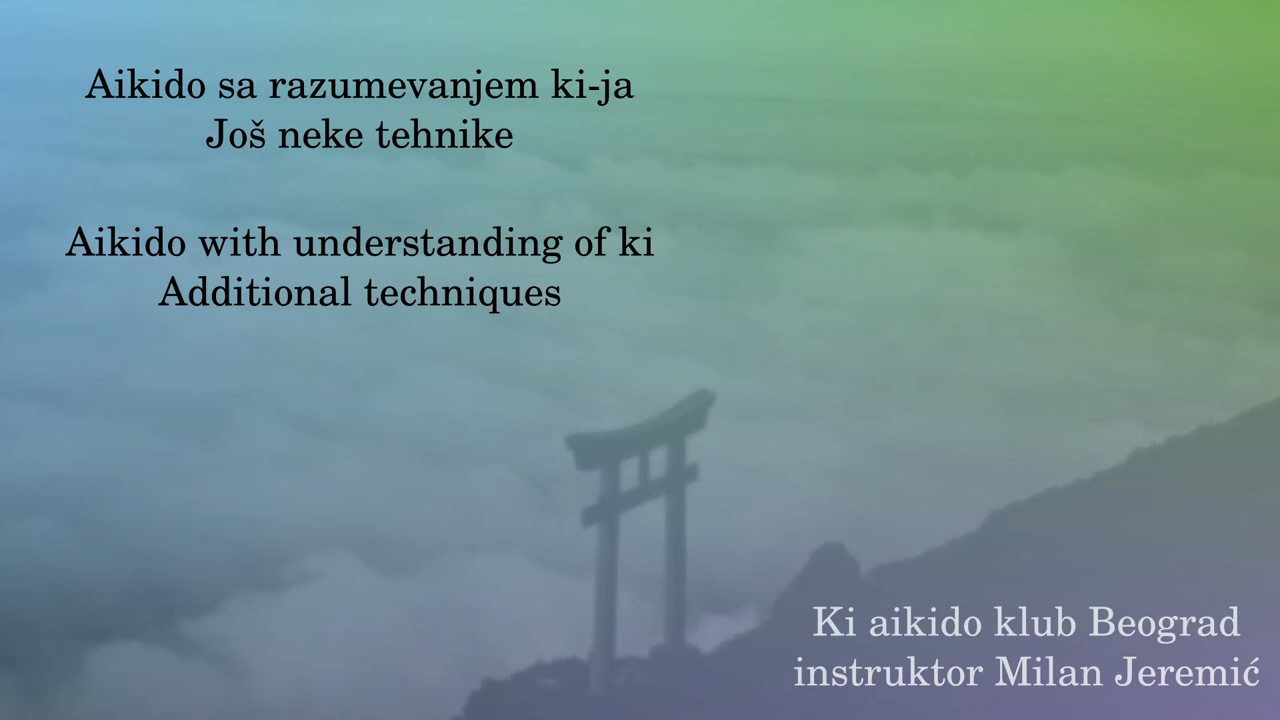 Aikido sa razumevanjem ki-ja
Još neke tehnike
Aikido with understanding of ki
Additional techniques
Ki aikido klub Beograd
instruktor Milan Jeremić